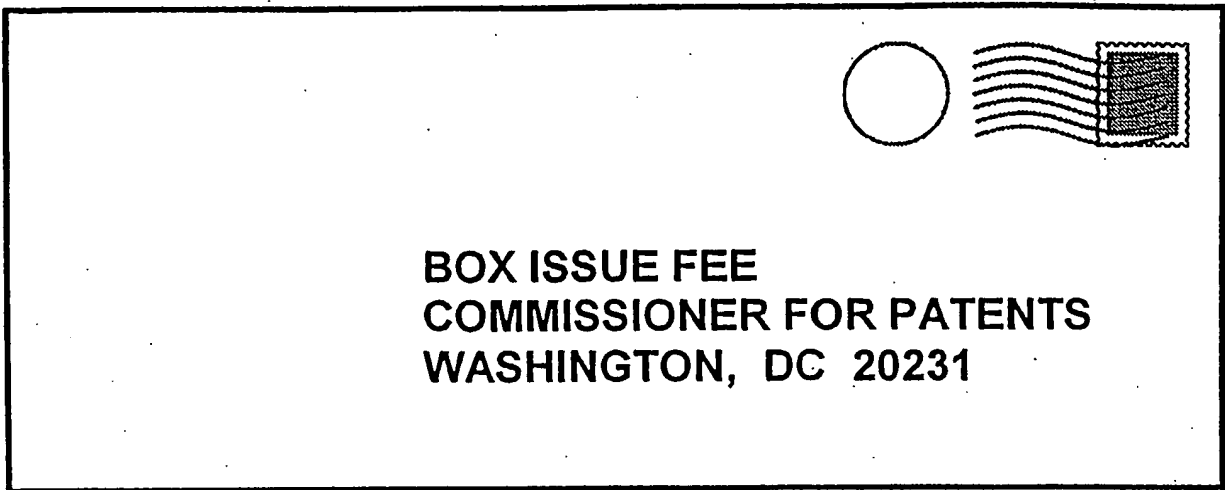 BOX ISSUE FEE
COMMISSIONER FOR PATENTS
WASHINGTON, DC 20231